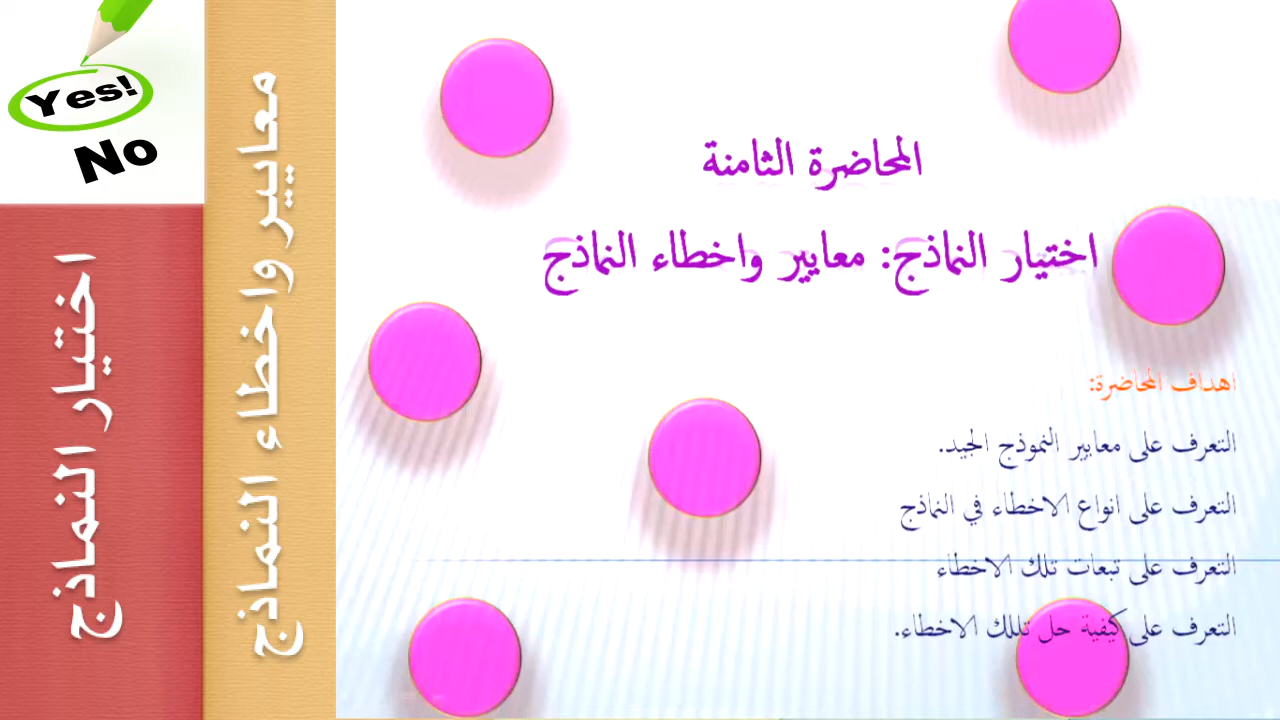 Yes!
No
اختيار النماذج
معايير واخطاء النماذج
المحاضرة الثامنة
اختيار النماذج: معايير واخطاء النماذج
اهداف المحاضرة:
التعرف على معايير النموذج الجيد.
التعرف على انواع الاخطاء في النماذج
التعرف على تبعات تلك الاخطاء
التعرف على كيفية حل تللك الاخطاء.